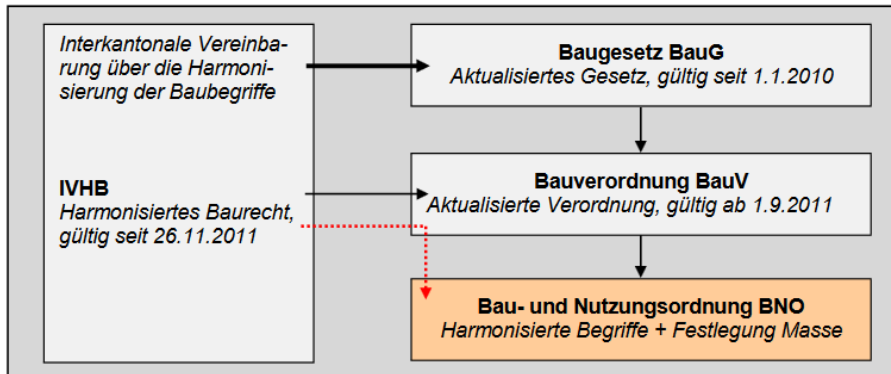 Interkantonale Vereinba-
rung über die Harmoni-
sierung der Baubegriffe
IVHB
Harmonisiertes Baurecht,
gültig seit 26.11.2011
Baugesetz BauG
Aktualisiertes Gesetz, gültig seit 1.1.2010
Bauverordnung BauV
Aktualisierte Verordnung, gültig ab 1.9.2011
Bau- und Nutzungsordnung BNO
Harmonisierte Begriffe + Festlegung Masse